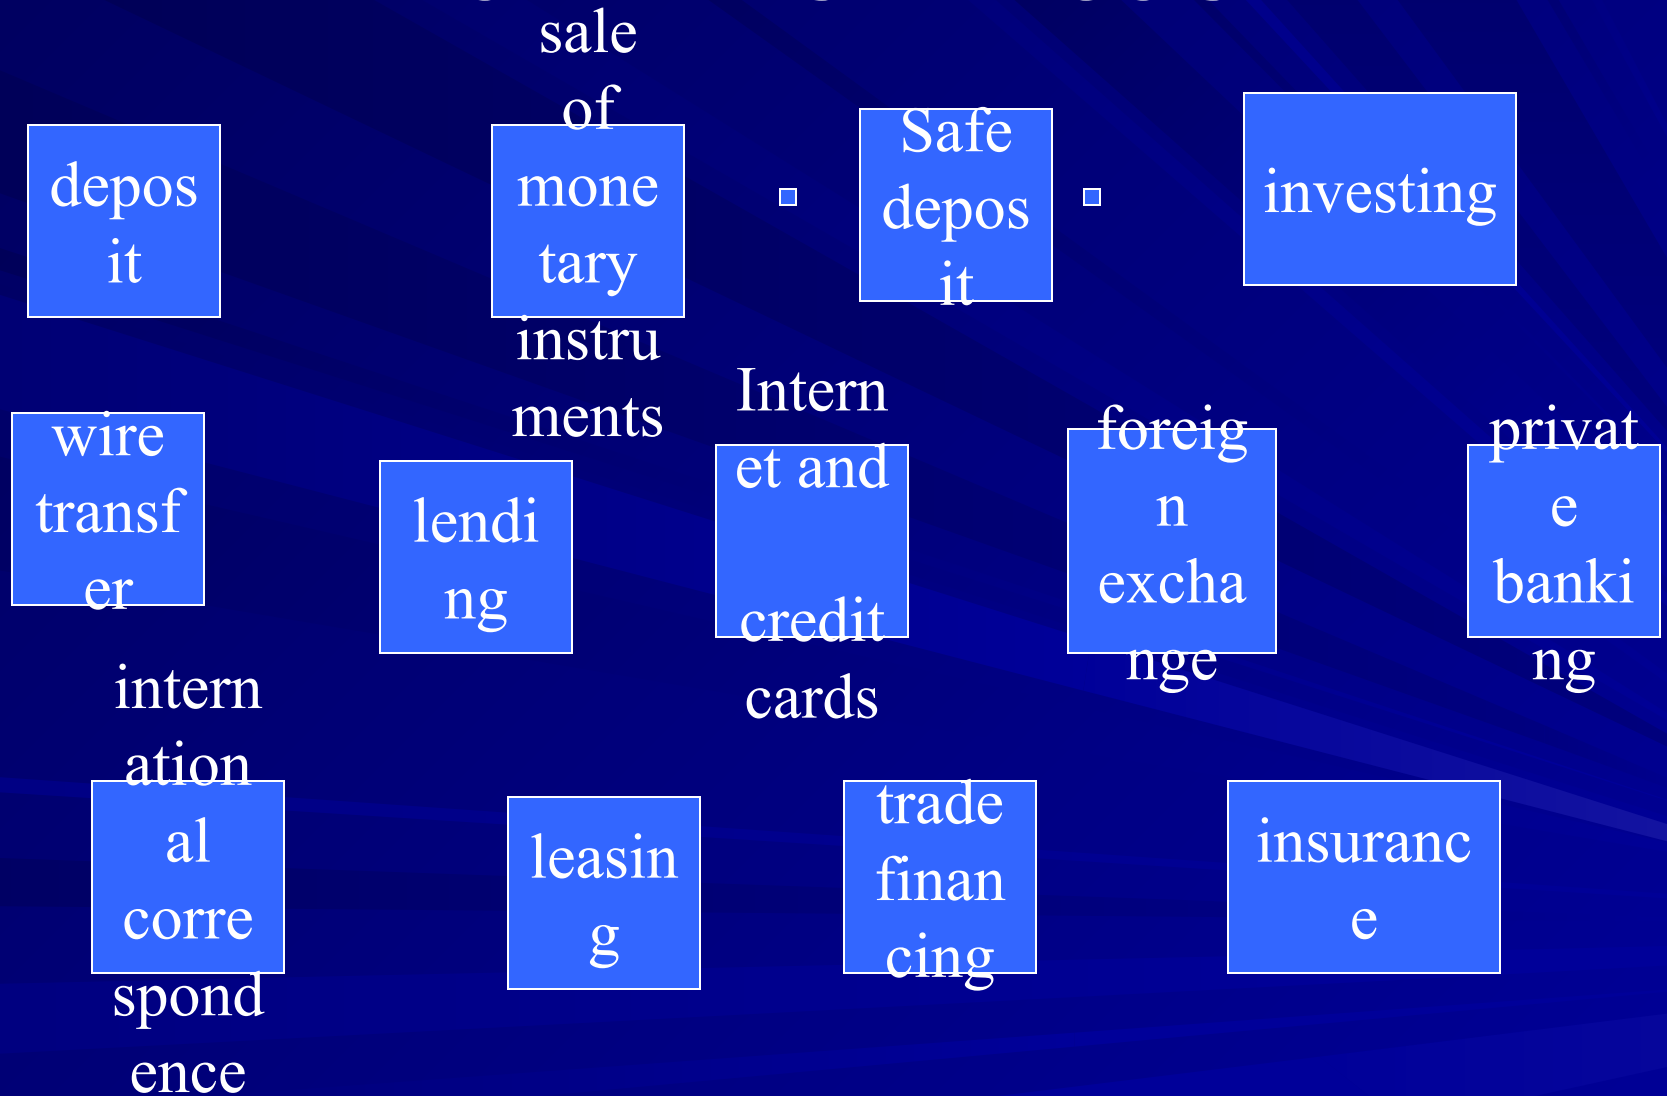 depos
it
sale
of
mone
tary
instru
ments
Safe
depos
it
investing
wire
transf
er
lendi
ng
Intern
et and
credit
cards
foreig
n
excha
nge
privat
e
banki
ng
intern
ation
al
corre
spond
ence
leasin
g
trade
finan
cing
insuranc
e